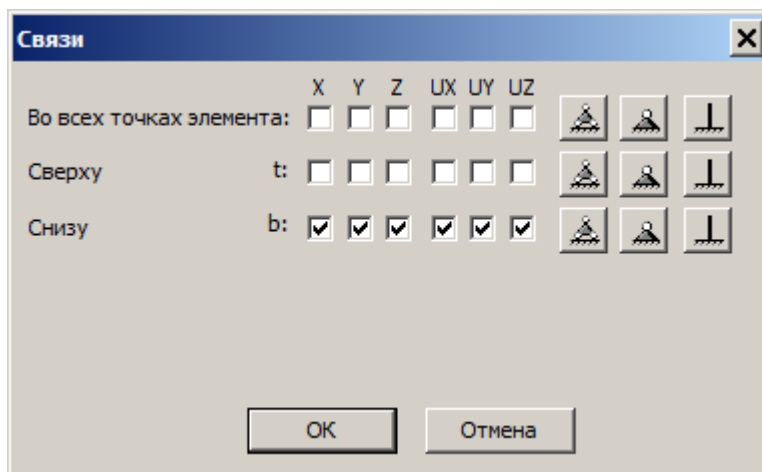 Связи
X Y Z UX UY UZ
Во всех точках элемента:
Сверху t:
Снизу b:
OK Отмена